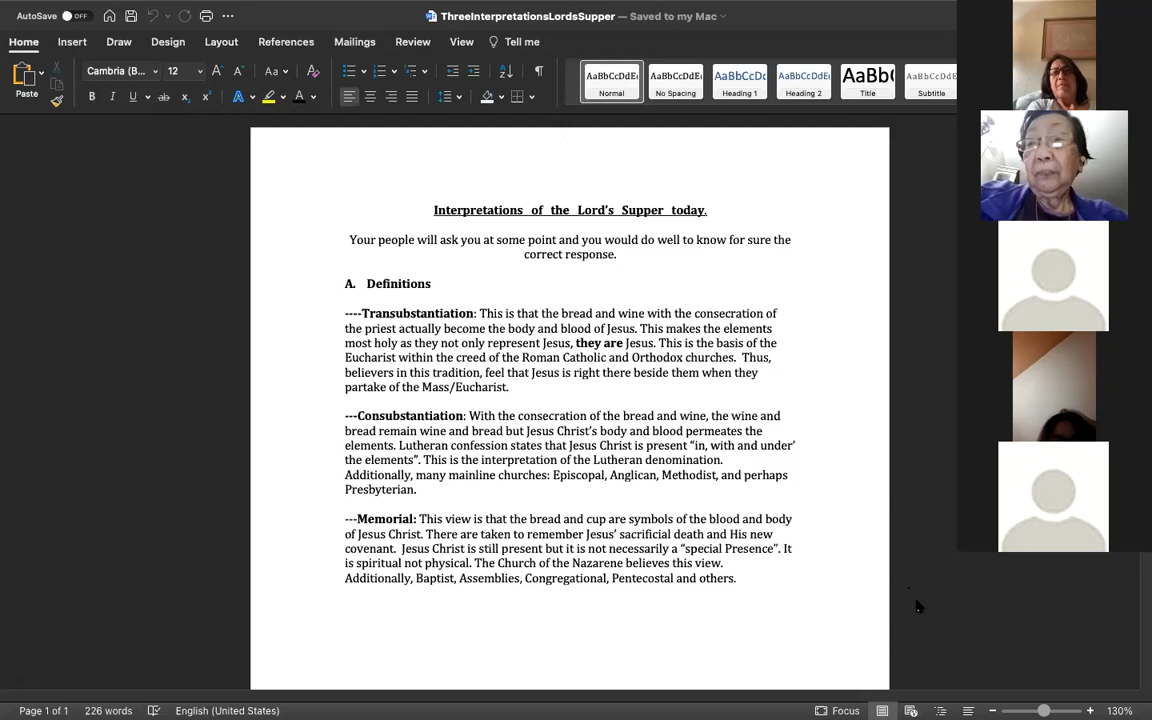 AutoSave OFF
ThreeInterpretationsLordsSupper — Saved to my Mac
Home Insert Draw Design Layout References Mailings Review View Tell me
Paste
Cambria (B... 12
B I U ab x₂ x² A A
AaBbCcDdEe AaBbCcDdEe AaBbCcDc AaBbCcDdEe AaBb( AaBbCcDdEe
Normal No Spacing Heading 1 Heading 2 Title Subtitle
Interpretations of the Lord's Supper today.
Your people will ask you at some point and you would do well to know for sure the
correct response.
A. Definitions
----Transubstantiation: This is that the bread and wine with the consecration of
the priest actually become the body and blood of Jesus. This makes the elements
most holy as they not only represent Jesus, they are Jesus. This is the basis of the
Eucharist within the creed of the Roman Catholic and Orthodox churches. Thus,
believers in this tradition, feel that Jesus is right there beside them when they
partake of the Mass/Eucharist.
---Consubstantiation: With the consecration of the bread and wine, the wine and
bread remain wine and bread but Jesus Christ's body and blood permeates the
elements. Lutheran confession states that Jesus Christ is present "in, with and under'
the elements". This is the interpretation of the Lutheran denomination.
Additionally, many mainline churches: Episcopal, Anglican, Methodist, and perhaps
Presbyterian.
---Memorial: This view is that the bread and cup are symbols of the blood and body
of Jesus Christ. There are taken to remember Jesus' sacrificial death and His new
covenant. Jesus Christ is still present but it is not necessarily a "special Presence". It
is spiritual not physical. The Church of the Nazarene believes this view.
Additionally, Baptist, Assemblies, Congregational, Pentecostal and others.
Page 1 of 1 226 words English (United States) Focus 130%